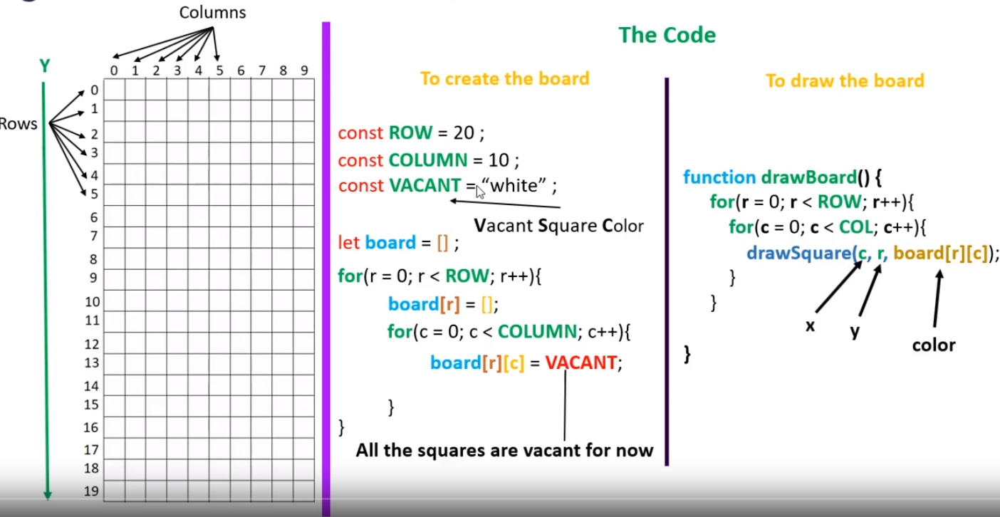 Columns
Y
0 1 2 3 4 5 6 7 8 9
Rows
0
1
2
3
4
5
6
7
8
9
10
11
12
13
14
15
16
17
18
19
The Code
To create the board
const ROW = 20 ;
const COLUMN = 10 ;
const VACANT = “white” ;
Vacant Square Color
let board = [] ;
for(r = 0; r < ROW; r++){
board[r] = [];
for(c = 0; c < COLUMN; c++){
board[r][c] = VACANT;
}
}
All the squares are vacant for now
To draw the board
function drawBoard() {
for(r = 0; r < ROW; r++){
for(c = 0; c < COL; c++){
drawSquare(c, r, board[r][c]);
}
}
x
y
color
}